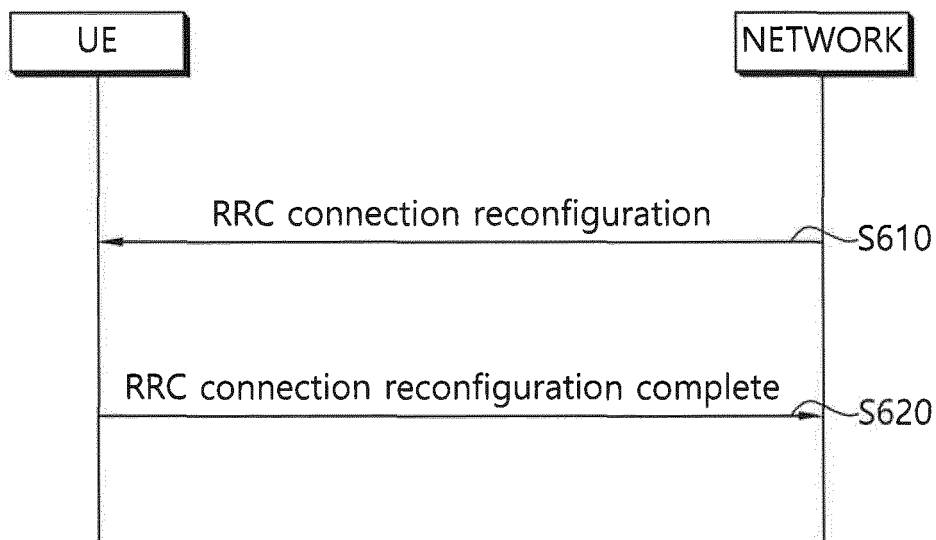 UE
NETWORK
RRC connection reconfiguration
S610
RRC connection reconfiguration complete
S620